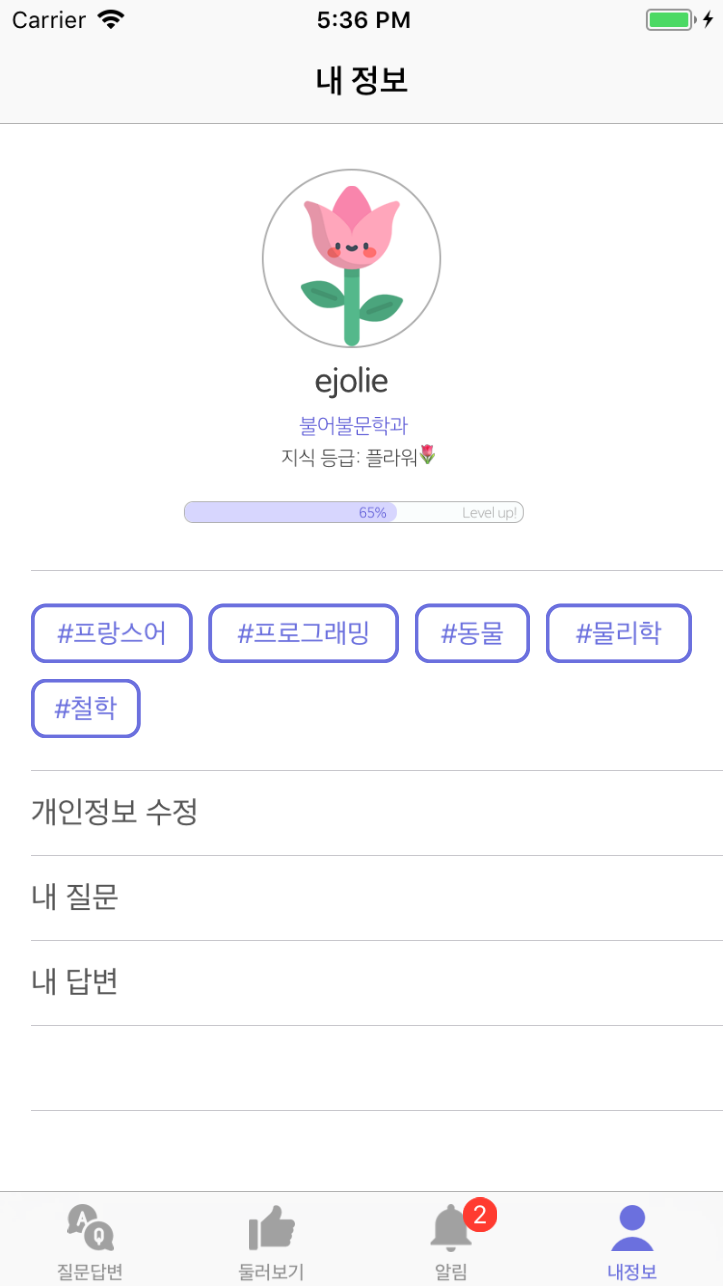 Carrier 5:36 PM
내 정보
ejolie
불어불문학과
지식 등급: 플라워🌷
65% Level up!
#프랑스어 #프로그래밍 #동물 #물리학
#철학
개인정보 수정
내 질문
내 답변
A
Q
2
질문답변 둘러보기 알림 내정보